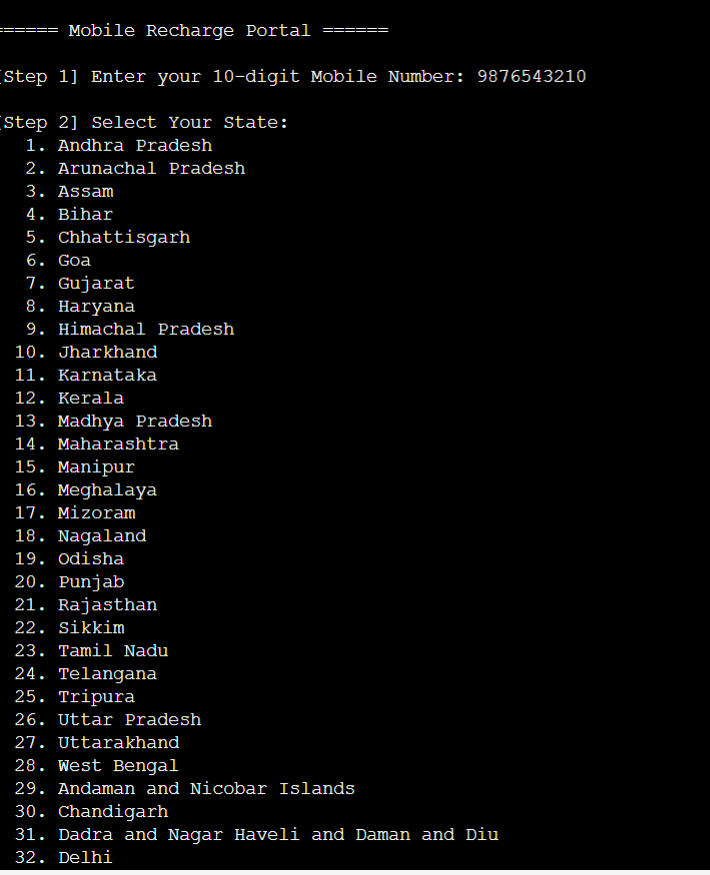 ====== Mobile Recharge Portal ======
[Step 1] Enter your 10-digit Mobile Number: 9876543210
[Step 2] Select Your State:
1. Andhra Pradesh
2. Arunachal Pradesh
3. Assam
4. Bihar
5. Chhattisgarh
6. Goa
7. Gujarat
8. Haryana
9. Himachal Pradesh
10. Jharkhand
11. Karnataka
12. Kerala
13. Madhya Pradesh
14. Maharashtra
15. Manipur
16. Meghalaya
17. Mizoram
18. Nagaland
19. Odisha
20. Punjab
21. Rajasthan
22. Sikkim
23. Tamil Nadu
24. Telangana
25. Tripura
26. Uttar Pradesh
27. Uttarakhand
28. West Bengal
29. Andaman and Nicobar Islands
30. Chandigarh
31. Dadra and Nagar Haveli and Daman and Diu
32. Delhi